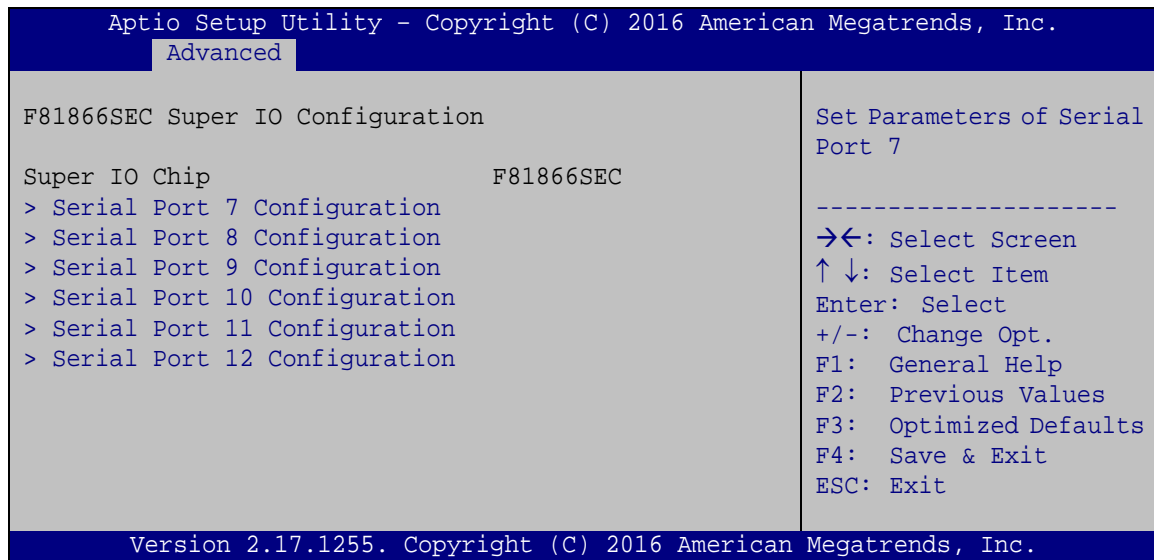 Aptio Setup Utility – Copyright (C) 2016 American Megatrends, Inc.
Advanced
F81866SEC Super IO Configuration
Super IO Chip F81866SEC
> Serial Port 7 Configuration
> Serial Port 8 Configuration
> Serial Port 9 Configuration
> Serial Port 10 Configuration
> Serial Port 11 Configuration
> Serial Port 12 Configuration
Set Parameters of Serial
Port 7
---------------------
→←: Select Screen
↑ ↓: Select Item
Enter: Select
+/-: Change Opt.
F1: General Help
F2: Previous Values
F3: Optimized Defaults
F4: Save & Exit
ESC: Exit
Version 2.17.1255. Copyright (C) 2016 American Megatrends, Inc.